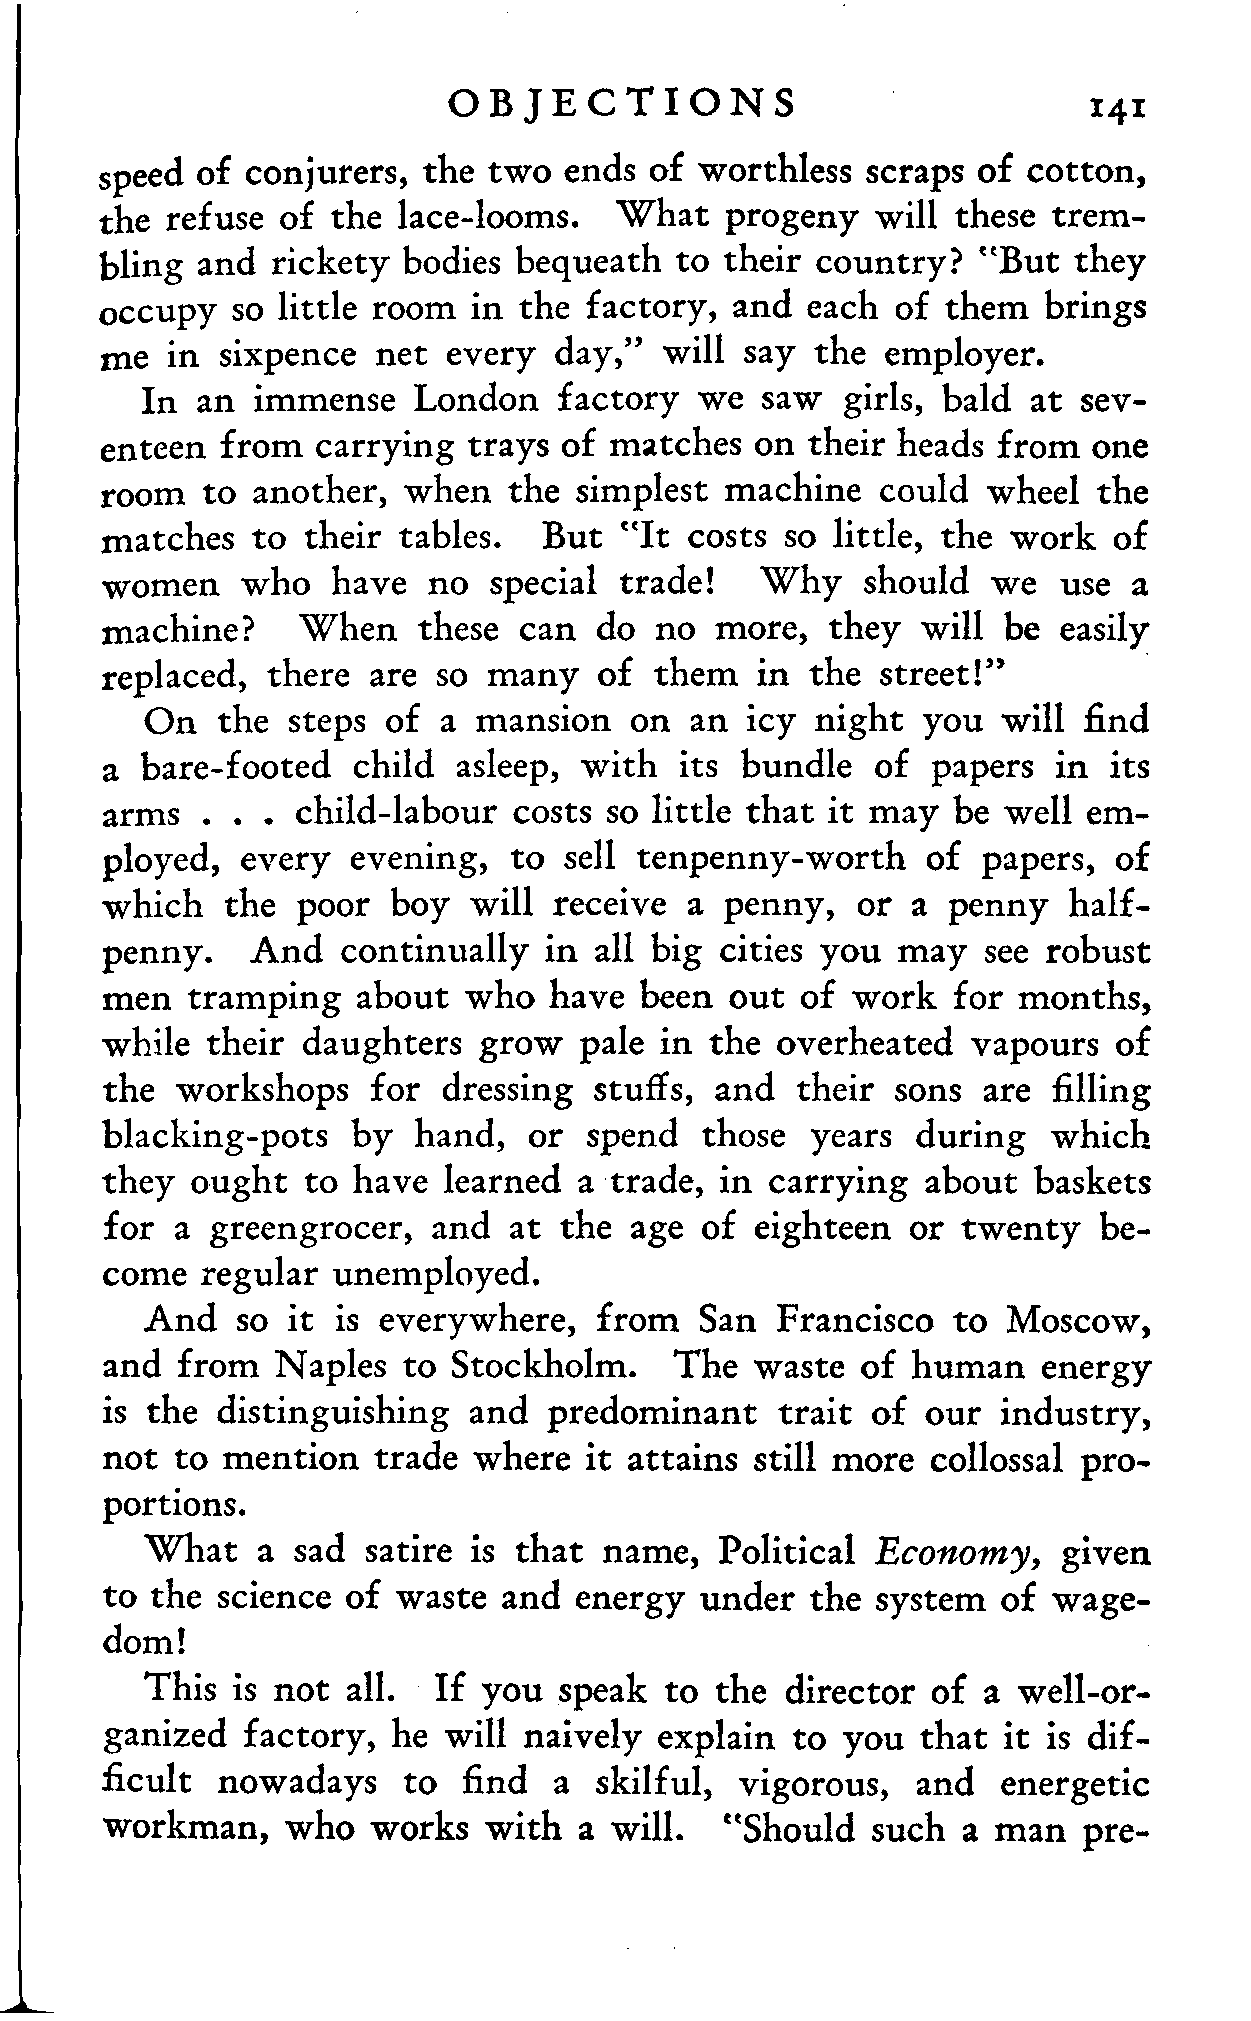 OBJECTIONS 141
speed of conjurers, the two ends of worthless scraps of cotton,
the refuse of the lace-looms. What progeny will these trem-
bling and rickety bodies bequeath to their country? "But they
occupy so little room in the factory, and each of them brings
me in sixpence net every day," will say the employer.
In an immense London factory we saw girls, bald at sev-
enteen from carrying trays of matches on their heads from one
room to another, when the simplest machine could wheel the
matches to their tables. But "It costs so little, the work of
women who have no special trade! Why should we use a
machine? When these can do no more, they will be easily
replaced, there are so many of them in the street!"
On the steps of a mansion on an icy night you will find
a bare-footed child asleep, with its bundle of papers in its
arms . . . child-labour costs so little that it may be well em-
ployed, every evening, to sell tenpenny-worth of papers, of
which the poor boy will receive a penny, or a penny half-
penny. And continually in all big cities you may see robust
men tramping about who have been out of work for months,
while their daughters grow pale in the overheated vapours of
the workshops for dressing stuffs, and their sons are filling
blacking-pots by hand, or spend those years during which
they ought to have learned a trade, in carrying about baskets
for a greengrocer, and at the age of eighteen or twenty be-
come regular unemployed.
And so it is everywhere, from San Francisco to Moscow,
and from Naples to Stockholm. The waste of human energy
is the distinguishing and predominant trait of our industry,
not to mention trade where it attains still more collossal pro-
portions.
What a sad satire is that name, Political Economy, given
to the science of waste and energy under the system of wage-
dom!
This is not all. If you speak to the director of a well-or-
ganized factory, he will naively explain to you that it is dif-
ficult nowadays to find a skilful, vigorous, and energetic
workman, who works with a will. "Should such a man pre-